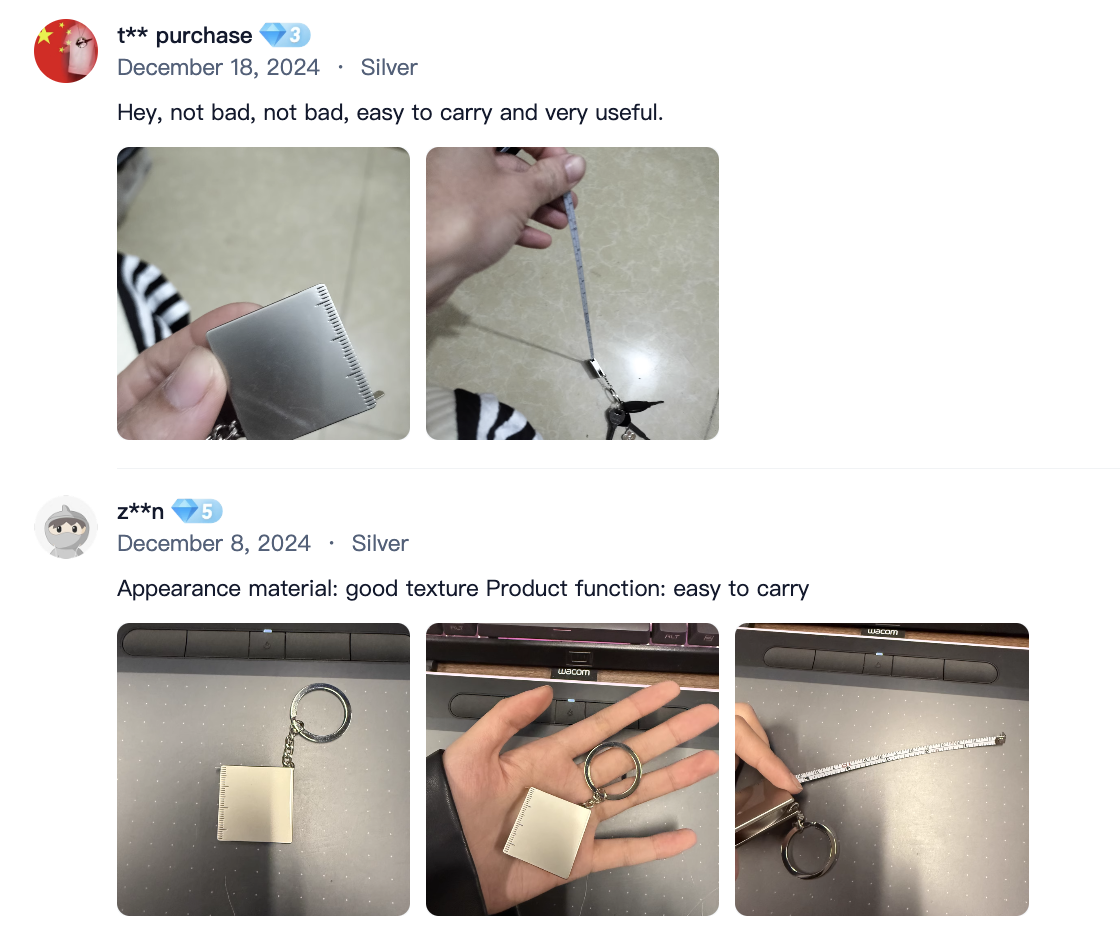 t** purchase 3
December 18, 2024 · Silver
Hey, not bad, not bad, easy to carry and very useful.
z**n 5
December 8, 2024 · Silver
Appearance material: good texture Product function: easy to carry
ALT
wacom
wacom